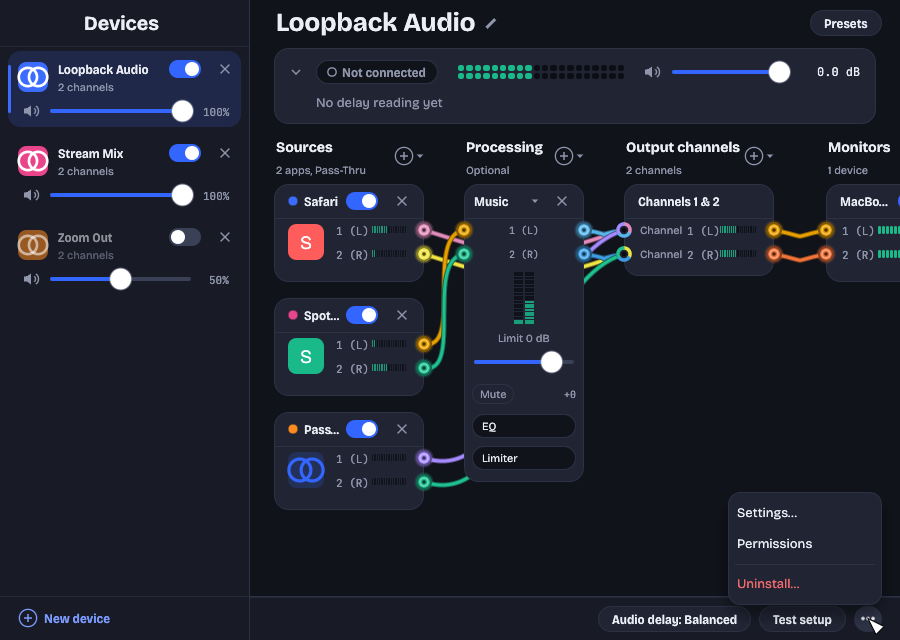 Devices
Loopback Audio
2 channels
100%
Stream Mix
2 channels
100%
Zoom Out
2 channels
50%
New device
Loopback Audio
Presets
Not connected
0.0 dB
No delay reading yet
Sources
2 apps, Pass-Thru
Processing
Optional
Output channels
2 channels
Monitors
1 device
Safari
S
1 (L)
2 (R)
Spot...
S
1 (L)
2 (R)
Pass...
1 (L)
2 (R)
Music
1 (L)
2 (R)
Limit 0 dB
Mute
+0
EQ
Limiter
Channels 1 & 2
Channel 1 (L)
Channel 2 (R)
MacBo...
1 (L)
2 (R)
Settings...
Permissions
Uninstall...
Audio delay: Balanced
Test setup